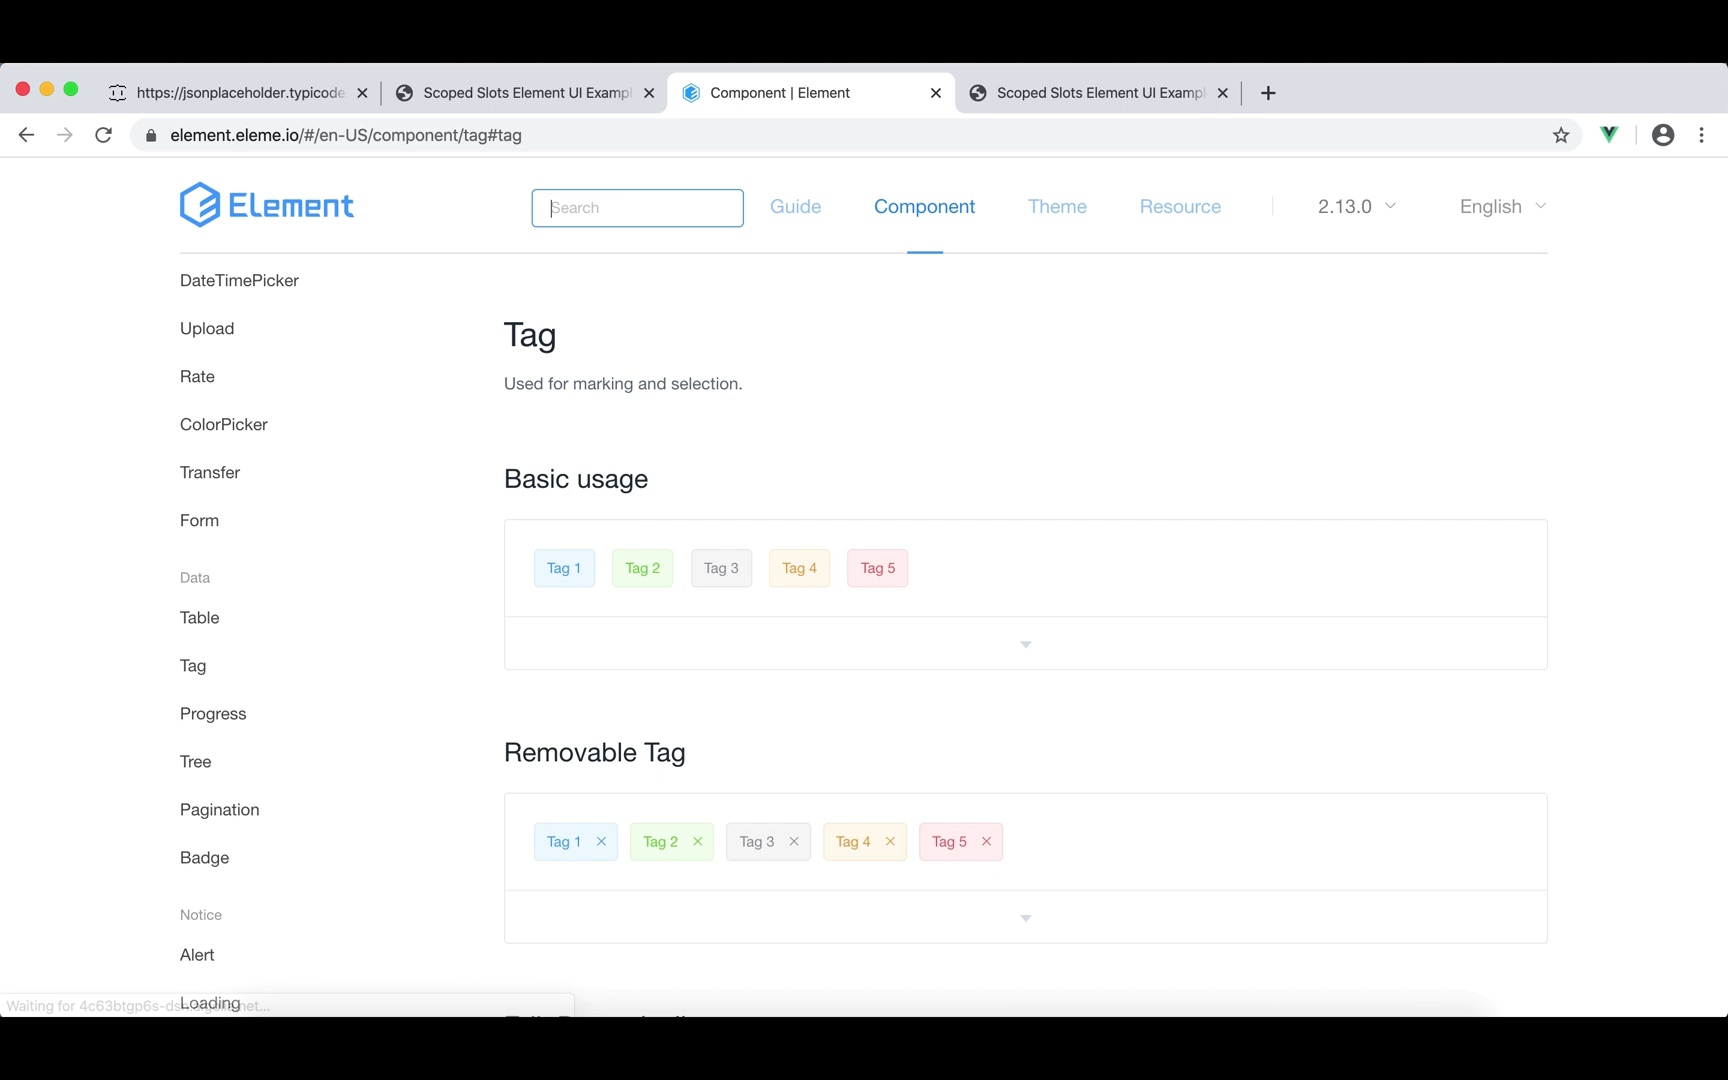 https://jsonplaceholder.typicode
Scoped Slots Element UI Exampl
Component | Element
Scoped Slots Element UI Exampl
element.eleme.io/#/en-US/component/tag#tag
Element
Search
Guide
Component
Theme
Resource
2.13.0
English
DateTimePicker
Upload
Rate
ColorPicker
Transfer
Form
Data
Table
Tag
Progress
Tree
Pagination
Badge
Notice
Alert
Loading
Tag
Used for marking and selection.
Basic usage
Tag 1
Tag 2
Tag 3
Tag 4
Tag 5
Removable Tag
Tag 1
Tag 2
Tag 3
Tag 4
Tag 5
Waiting for